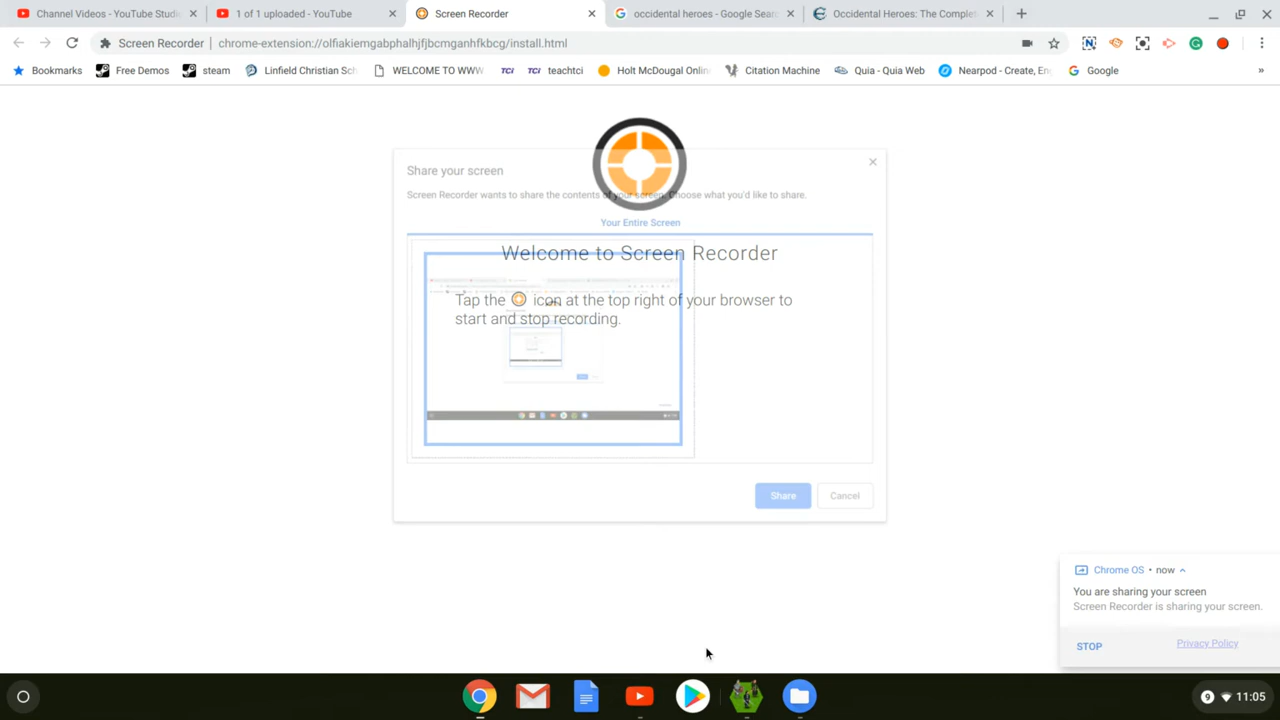 Channel Videos - YouTube Studi
1 of 1 uploaded - YouTube
Screen Recorder
occidental heroes - Google Sear
Occidental Heroes: The Complet
Screen Recorder
chrome-extension://olfiakiemgabphalhjfjbcmganhfkbcg/install.html
Bookmarks
Free Demos
steam
Linfield Christian Sch
WELCOME TO WWW
TCI
teachtci
Holt McDougal Onlin
Citation Machine
Quia - Quia Web
Nearpod - Create, En
Google
»
Share your screen
Screen Recorder wants to share the contents of your screen. Choose what you'd like to share.
Your Entire Screen
Welcome to Screen Recorder
Tap the icon at the top right of your browser to
start and stop recording.
Share
Cancel
Chrome OS • now
You are sharing your screen
Screen Recorder is sharing your screen.
STOP
Privacy Policy
9
11:05